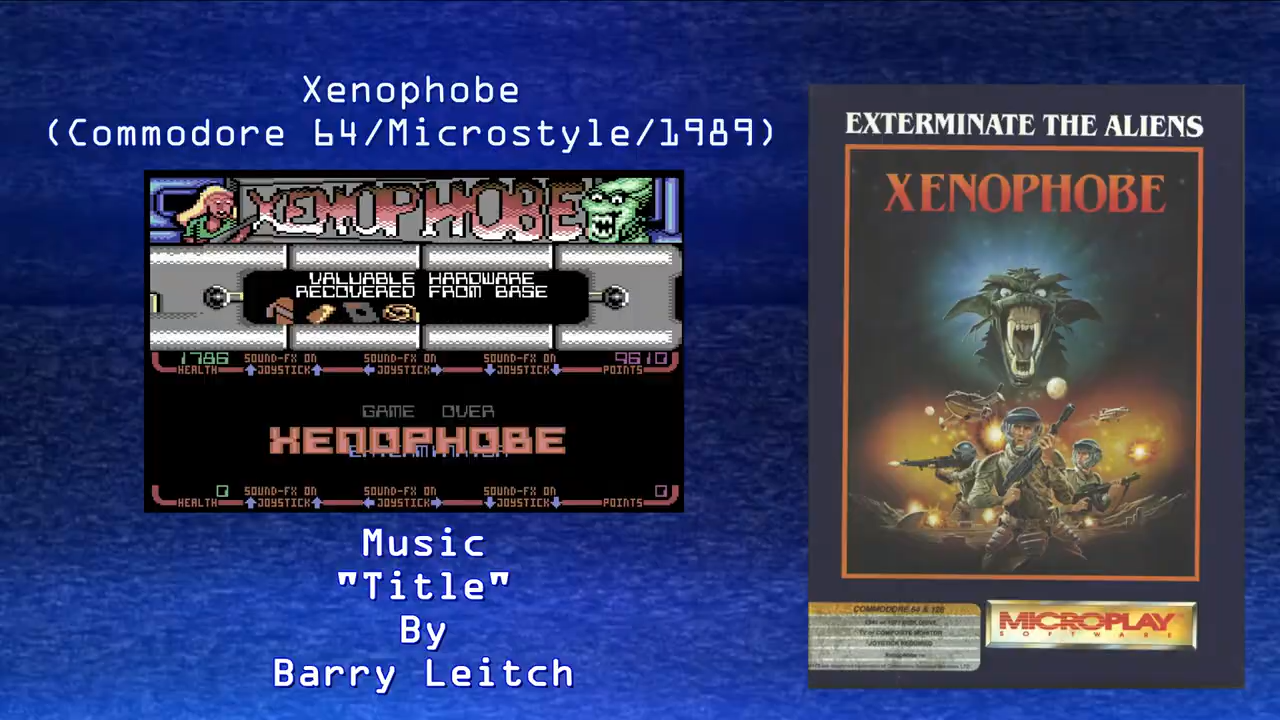 Xenophobe
(Commodore 64/Microstyle/1989)
XENOPHOBE
VALUABLE HARDWARE
RECOVERED FROM BASE
1786 SOUND-FX ON SOUND-FX ON SOUND-FX ON 9610
HEALTH JOYSTICK JOYSTICK JOYSTICK POINTS
GAME OVER
XENOPHOBE
0 SOUND-FX ON SOUND-FX ON SOUND-FX ON 0
HEALTH JOYSTICK JOYSTICK JOYSTICK POINTS
Music
"Title"
By
Barry Leitch
EXTERMINATE THE ALIENS
XENOPHOBE
COMMODORE 64 & 128
JOYSTICK REQUIRED
MICROPLAY
SOFTWARE